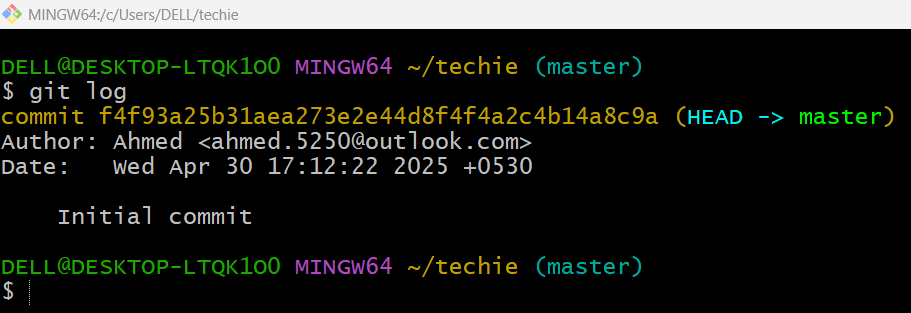 MINGW64:/c/Users/DELL/techie
DELL@DESKTOP-LTQK1O0 MINGW64 ~/techie (master)
$ git log
commit f4f93a25b31aea273e2e44d8f4f4a2c4b14a8c9a (HEAD -> master)
Author: Ahmed <ahmed.5250@outlook.com>
Date:   Wed Apr 30 17:12:22 2025 +0530
    Initial commit
DELL@DESKTOP-LTQK1O0 MINGW64 ~/techie (master)
$